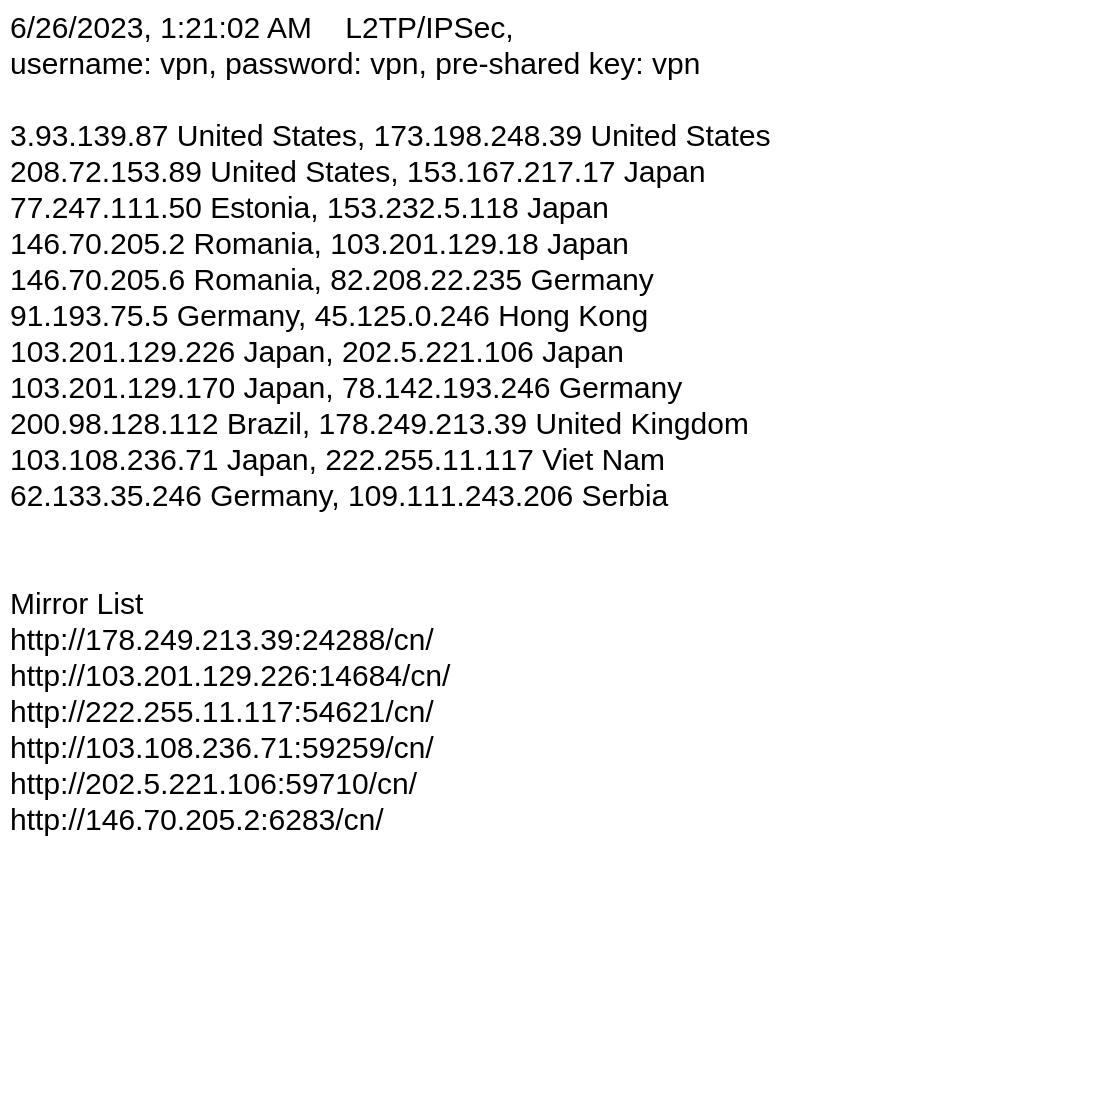 6/26/2023, 1:21:02 AM    L2TP/IPSec,
username: vpn, password: vpn, pre-shared key: vpn
3.93.139.87 United States, 173.198.248.39 United States
208.72.153.89 United States, 153.167.217.17 Japan
77.247.111.50 Estonia, 153.232.5.118 Japan
146.70.205.2 Romania, 103.201.129.18 Japan
146.70.205.6 Romania, 82.208.22.235 Germany
91.193.75.5 Germany, 45.125.0.246 Hong Kong
103.201.129.226 Japan, 202.5.221.106 Japan
103.201.129.170 Japan, 78.142.193.246 Germany
200.98.128.112 Brazil, 178.249.213.39 United Kingdom
103.108.236.71 Japan, 222.255.11.117 Viet Nam
62.133.35.246 Germany, 109.111.243.206 Serbia
Mirror List
http://178.249.213.39:24288/cn/
http://103.201.129.226:14684/cn/
http://222.255.11.117:54621/cn/
http://103.108.236.71:59259/cn/
http://202.5.221.106:59710/cn/
http://146.70.205.2:6283/cn/